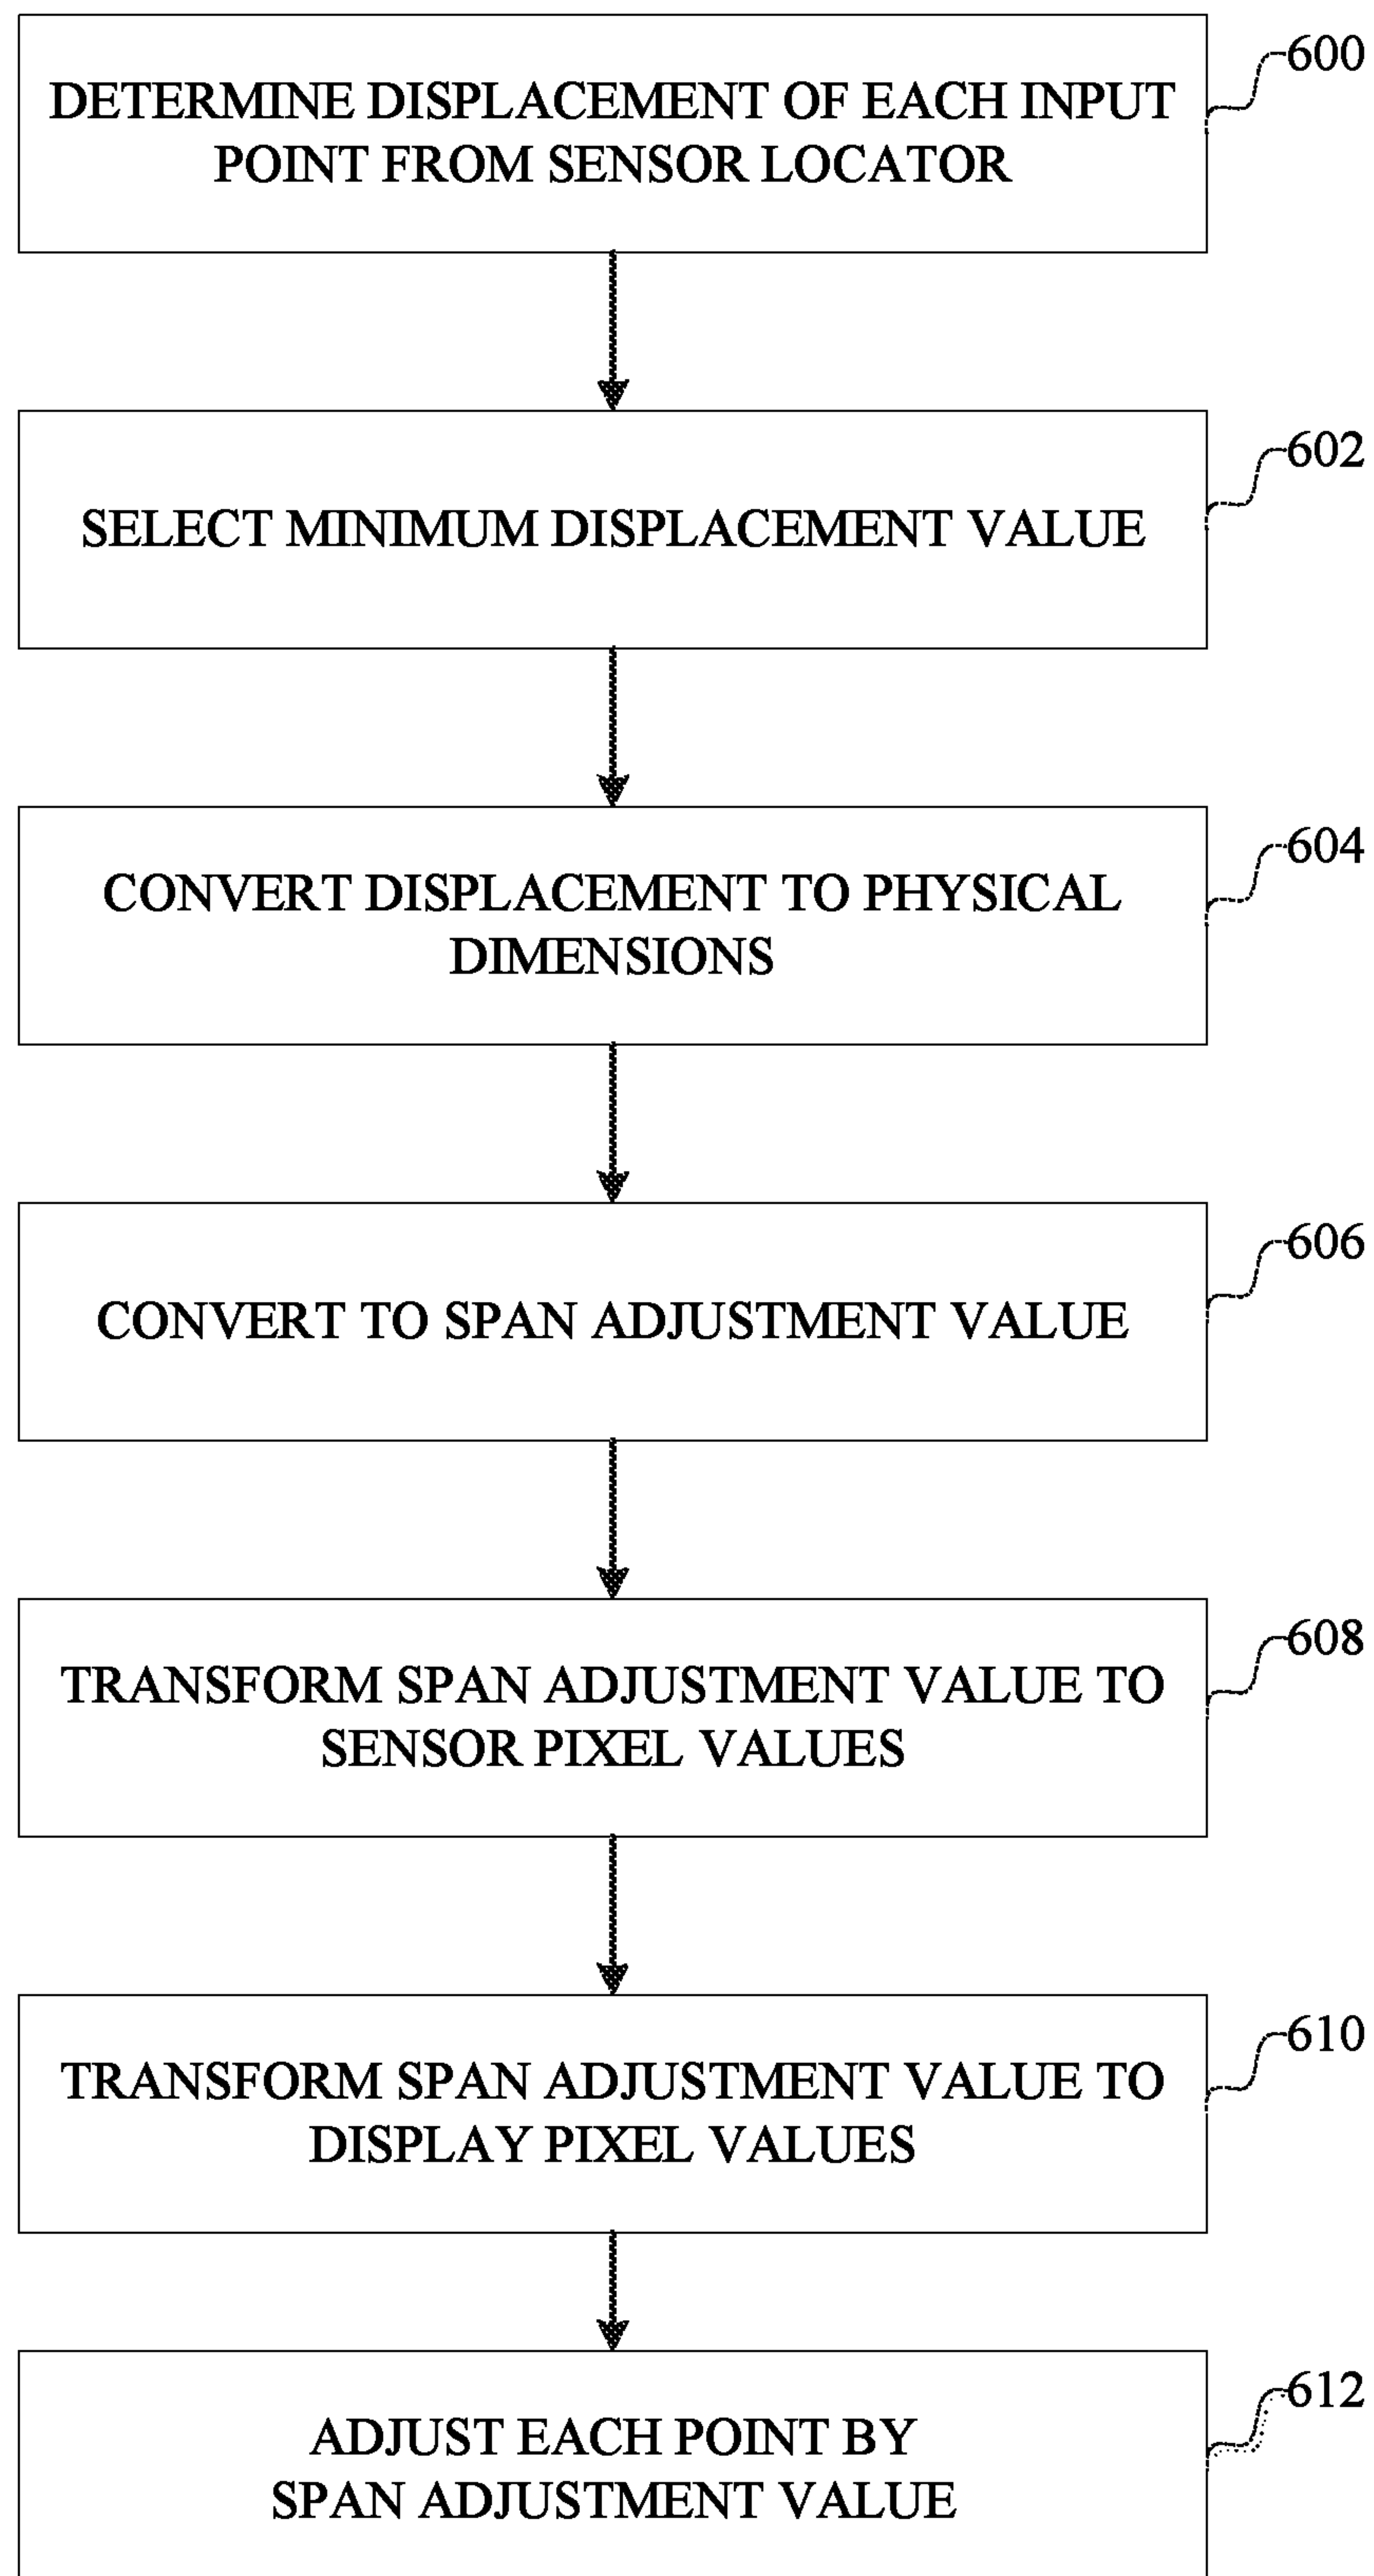 DETERMINE DISPLACEMENT OF EACH INPUT
POINT FROM SENSOR LOCATOR
600
SELECT MINIMUM DISPLACEMENT VALUE
602
CONVERT DISPLACEMENT TO PHYSICAL
DIMENSIONS
604
CONVERT TO SPAN ADJUSTMENT VALUE
606
TRANSFORM SPAN ADJUSTMENT VALUE TO
SENSOR PIXEL VALUES
608
TRANSFORM SPAN ADJUSTMENT VALUE TO
DISPLAY PIXEL VALUES
610
ADJUST EACH POINT BY
SPAN ADJUSTMENT VALUE
612